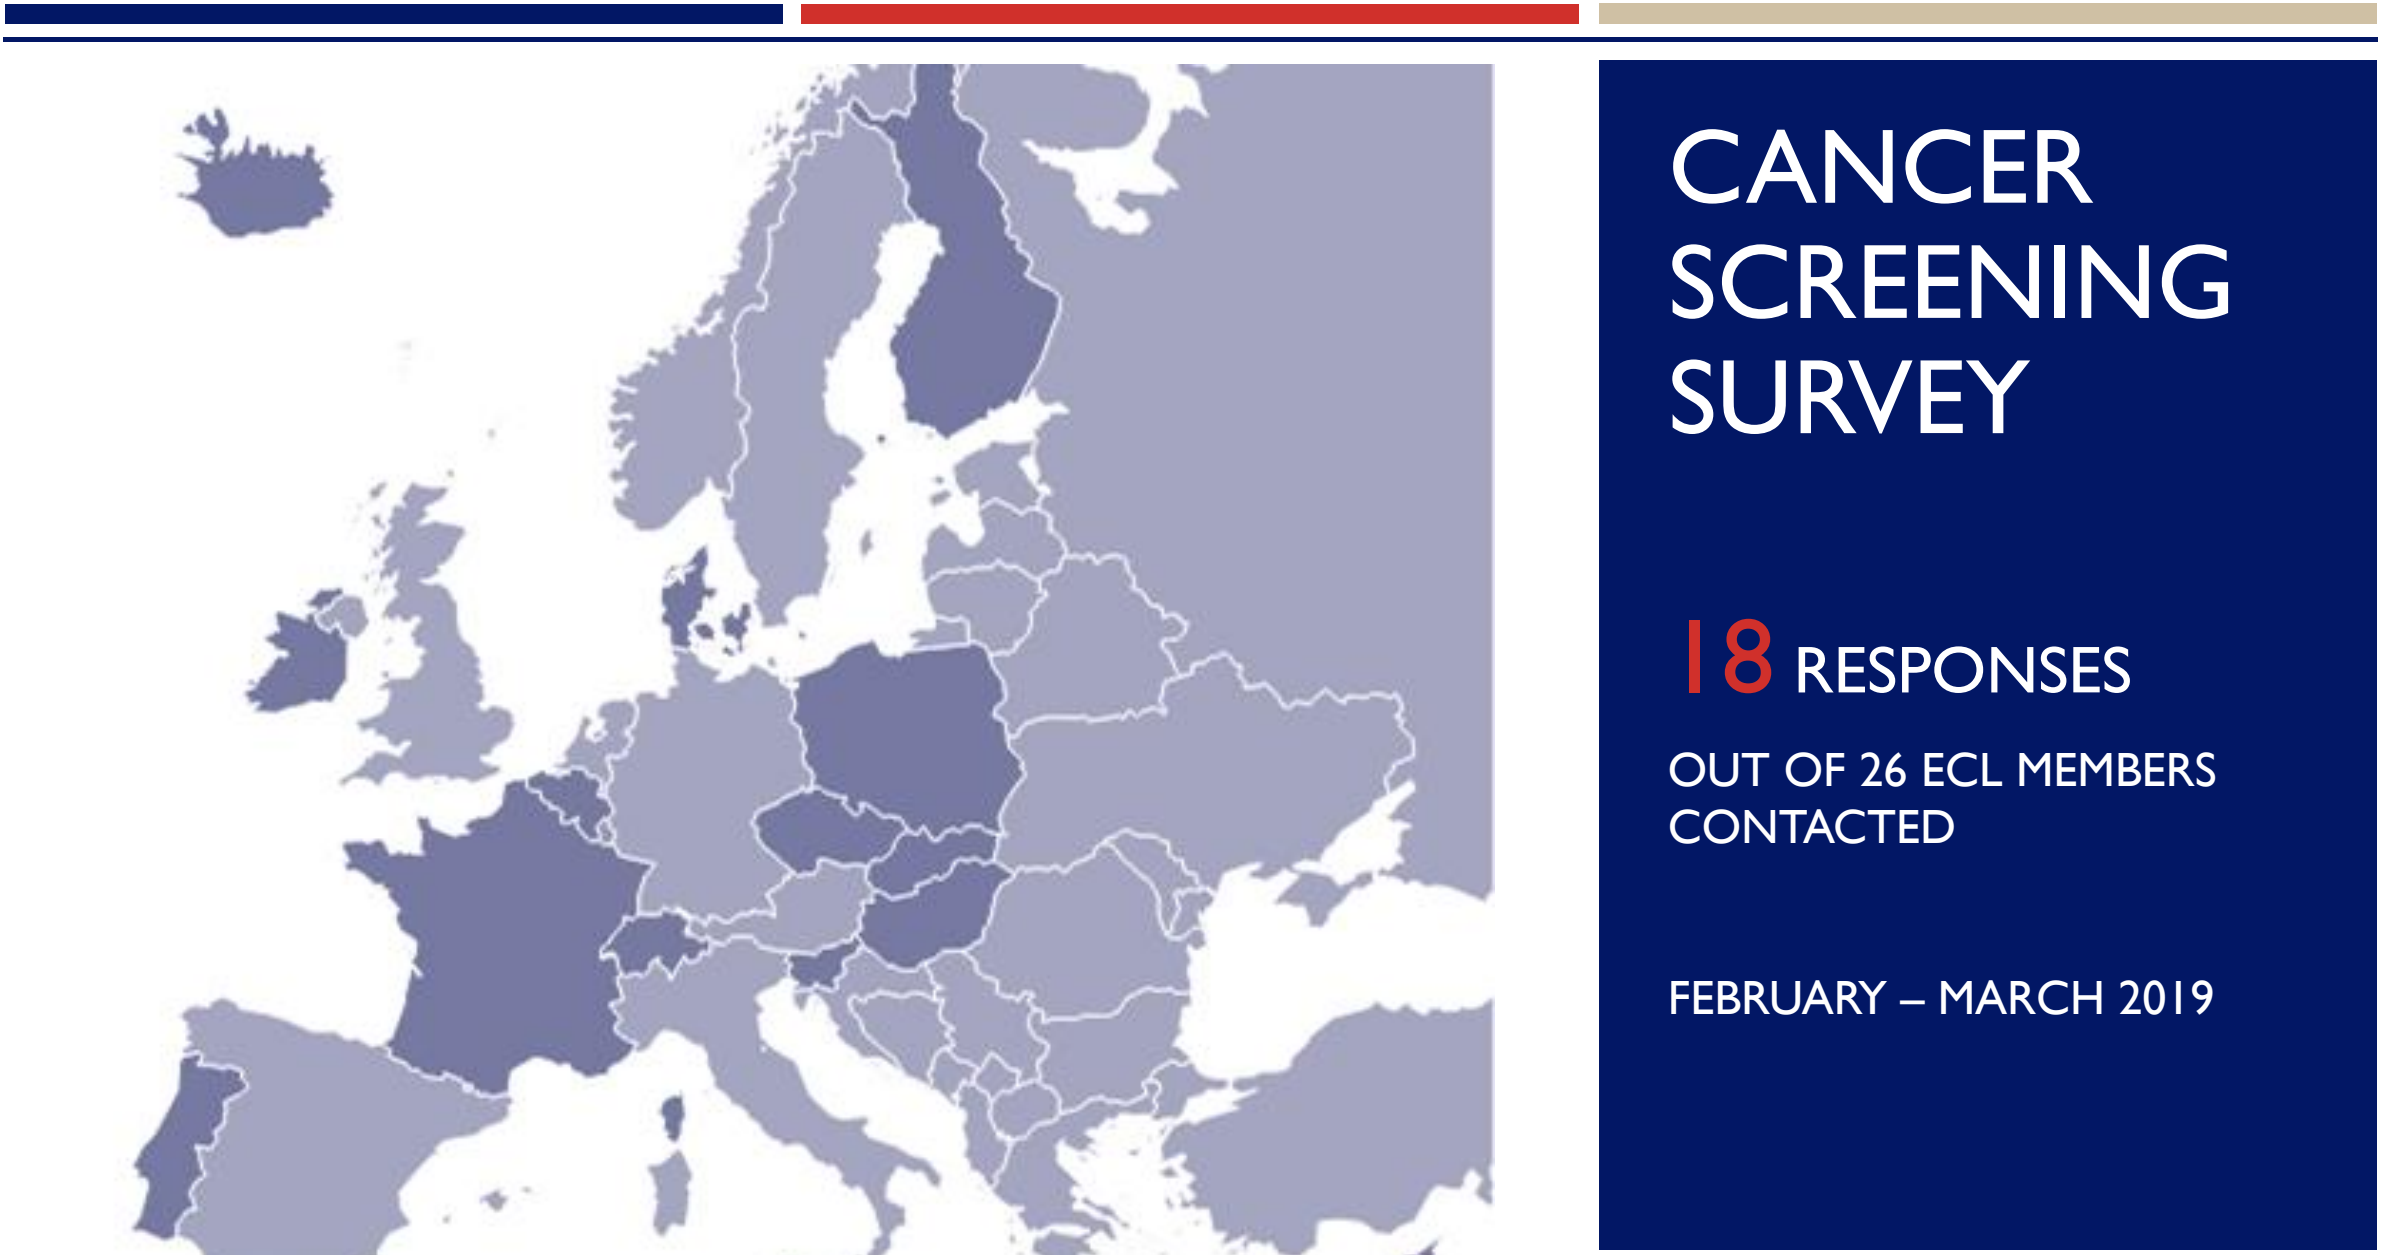 CANCER
SCREENING
SURVEY
18 RESPONSES
OUT OF 26 ECL MEMBERS
CONTACTED
FEBRUARY – MARCH 2019